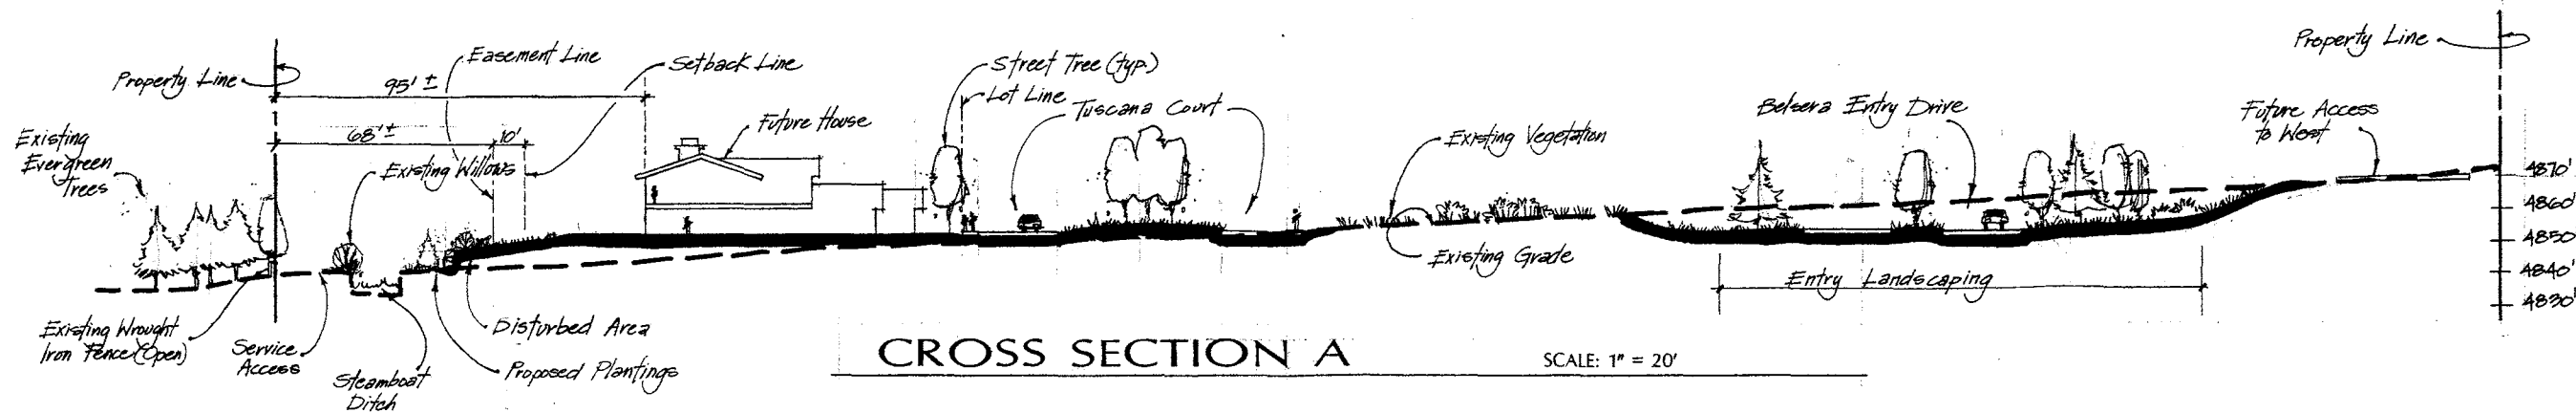 Property Line
Easement Line
Setback Line
95' ±
68' ±
10'
Existing
Evergreen
Trees
Existing Willows
Future House
Street Tree (typ.)
Lot Line
Tuscana Court
Existing Vegetation
Existing Grade
Belsera Entry Drive
Future Access
to West
Property Line
4870'
4860'
4850'
4840'
4830'
Entry Landscaping
Existing Wrought
Iron Fence (Open)
Service
Access
Steamboat
Ditch
Disturbed Area
Proposed Plantings
CROSS SECTION A
SCALE: 1" = 20'